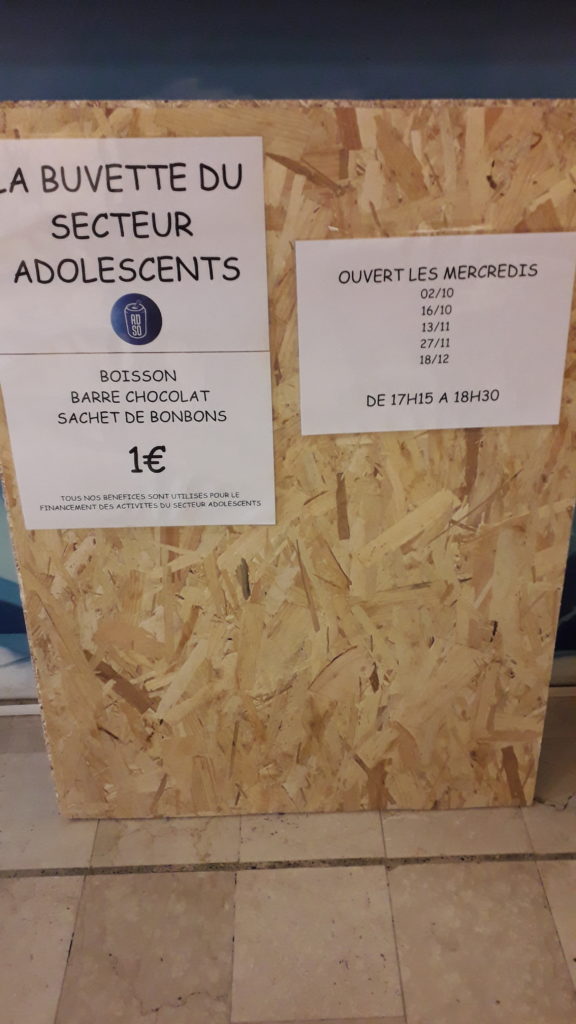 LA BUVETTE DU
SECTEUR
ADOLESCENTS
BOISSON
BARRE CHOCOLAT
SACHET DE BONBONS
1€
TOUS NOS BENEFICES SONT UTILISES POUR LE
FINANCEMENT DES ACTIVITES DU SECTEUR ADOLESCENTS
OUVERT LES MERCREDIS
02/10
16/10
13/11
27/11
18/12
DE 17H15 A 18H30